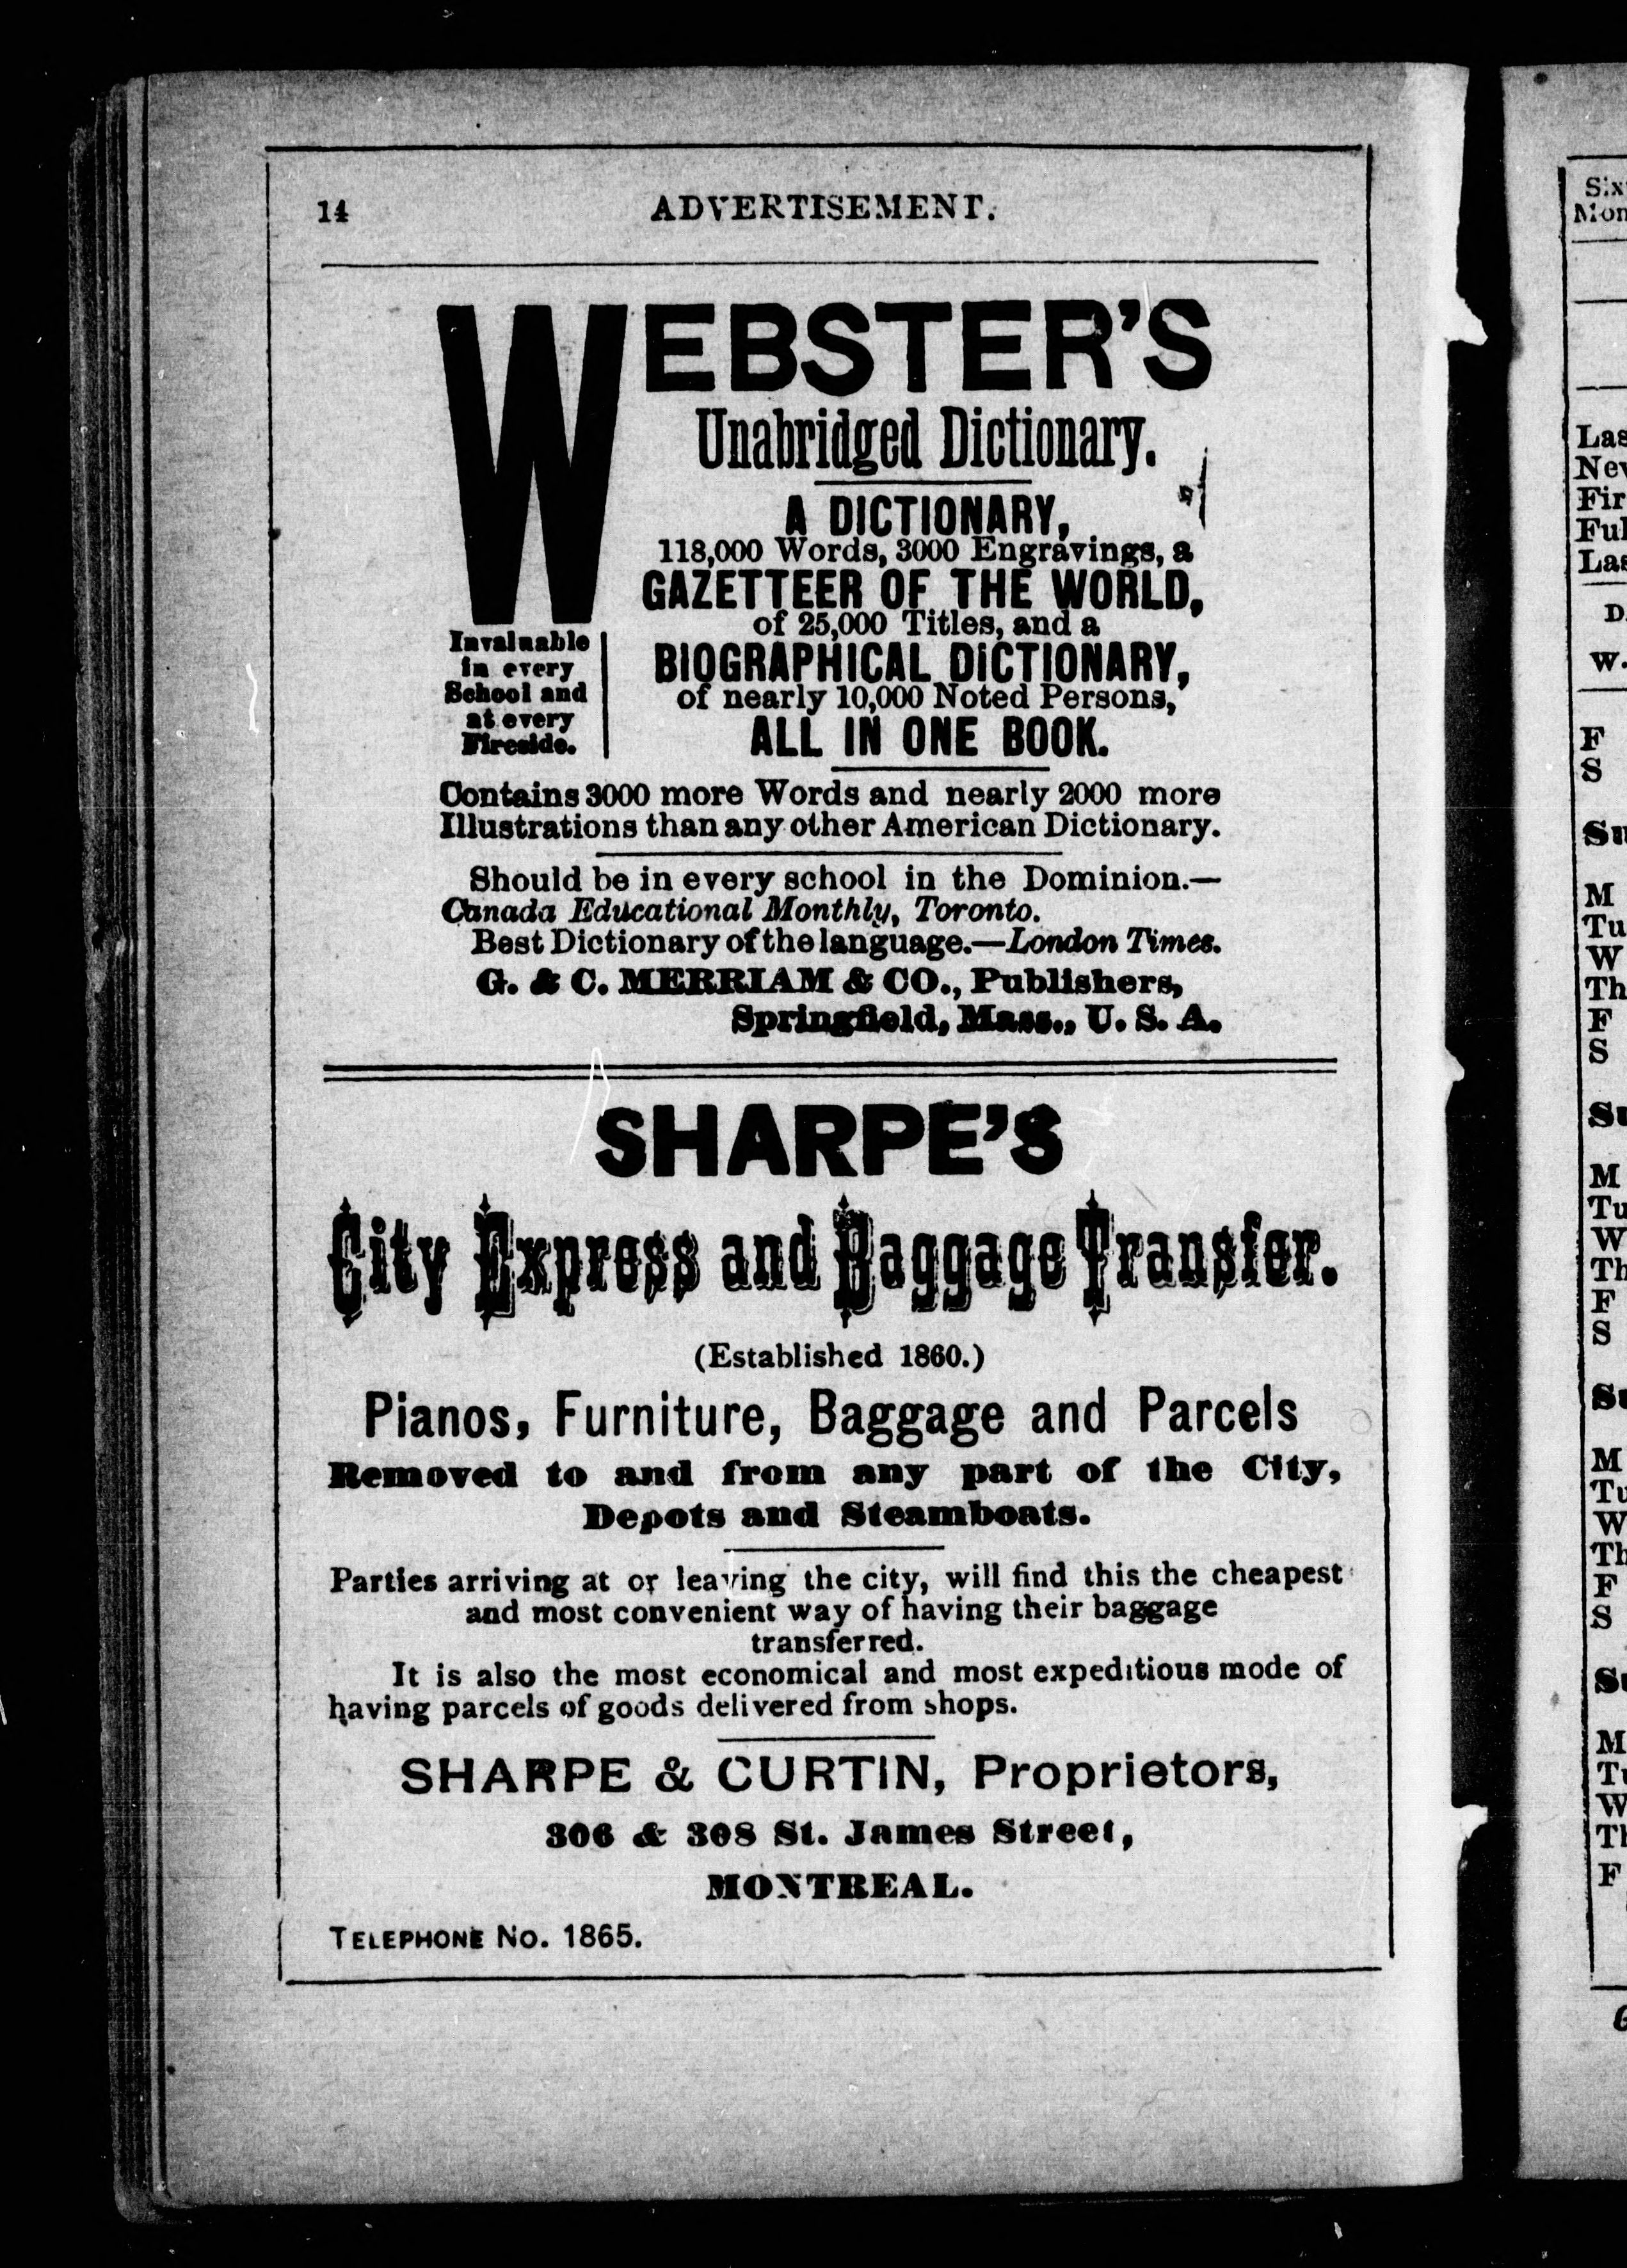 14
ADVERTISEMENT.
WEBSTER'S
Unabridged Dictionary.
A DICTIONARY,
118,000 Words, 3000 Engravings, a
GAZETTEER OF THE WORLD,
of 25,000 Titles, and a
BIOGRAPHICAL DICTIONARY,
of nearly 10,000 Noted Persons,
ALL IN ONE BOOK.
Invaluable
in every
School and
at every
Fireside.
Contains 3000 more Words and nearly 2000 more
Illustrations than any other American Dictionary.
Should be in every school in the Dominion.—
Canada Educational Monthly, Toronto.
Best Dictionary of the language.—London Times.
G. & C. MERRIAM & CO., Publishers,
Springfield, Mass., U. S. A.
SHARPE'S
City Express and Baggage Transfer.
(Established 1860.)
Pianos, Furniture, Baggage and Parcels
Removed to and from any part of the City,
Depots and Steamboats.
Parties arriving at or leaving the city, will find this the cheapest
and most convenient way of having their baggage
transferred.
It is also the most economical and most expeditious mode of
having parcels of goods delivered from shops.
SHARPE & CURTIN, Proprietors,
306 & 308 St. James Street,
MONTREAL.
TELEPHONE No. 1865.
D.
W.
F
S
M
Tu
W
Th
F
S
M
Tu
W
Th
F
S
M
Tu
W
Th
F
S
M
W
F